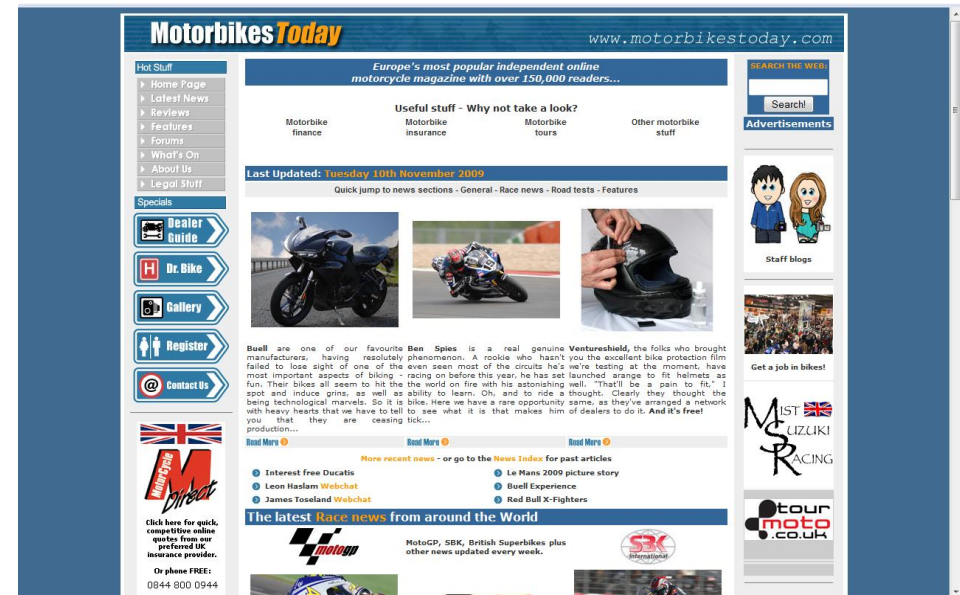 MotorbikesToday
www.motorbikestoday.com
Hot Stuff
Home Page
Latest News
Reviews
Features
Forums
What's On
About Us
Legal Stuff
Specials
Dealer
Guide
H Dr. Bike
Gallery
Register
@ Contact Us
MotorCycle
Direct
Click here for quick,
competitive online
quotes from our
preferred UK
insurance provider.
Or phone FREE:
0844 800 0944
Europe's most popular independent online
motorcycle magazine with over 150,000 readers...
Useful stuff - Why not take a look?
Motorbike
finance
Motorbike
insurance
Motorbike
tours
Other motorbike
stuff
Last Updated: Tuesday 10th November 2009
Quick jump to news sections - General - Race news - Road tests - Features
Buell are one of our favourite
manufacturers, having resolutely
failed to lose sight of one of the
most important aspects of biking -
fun. Their bikes all seem to hit the
spot and induce grins, as well as
being technological marvels. So it is
with heavy hearts that we have to tell
you that they are ceasing
production...
Read More
Ben Spies is a real genuine
phenomenon. A rookie who hasn't
even seen most of the circuits he's
racing on before this year, he has set
the world on fire with his astonishing
ability to learn. Oh, and to ride a
bike. Here we have a rare opportunity
to see what it is that makes him
tick...
Read More
Ventureshield, the folks who brought
you the excellent bike protection film
we're testing at the moment, have
launched arange to fit helmets as
well. "That'll be a pain to fit," I
thought. Clearly they thought the
same, as they've arranged a network
of dealers to do it. And it's free!
Read More
More recent news - or go to the News Index for past articles
Interest free Ducatis
Leon Haslam Webchat
James Toseland Webchat
Le Mans 2009 picture story
Buell Experience
Red Bull X-Fighters
The latest Race news from around the World
motogp
MotoGP, SBK, British Superbikes plus
other news updated every week.
SBK
International
SEARCH THE WEB:
Search!
Advertisements
Staff blogs
Get a job in bikes!
MIST
SUZUKI
RACING
tour
moto
.co.uk